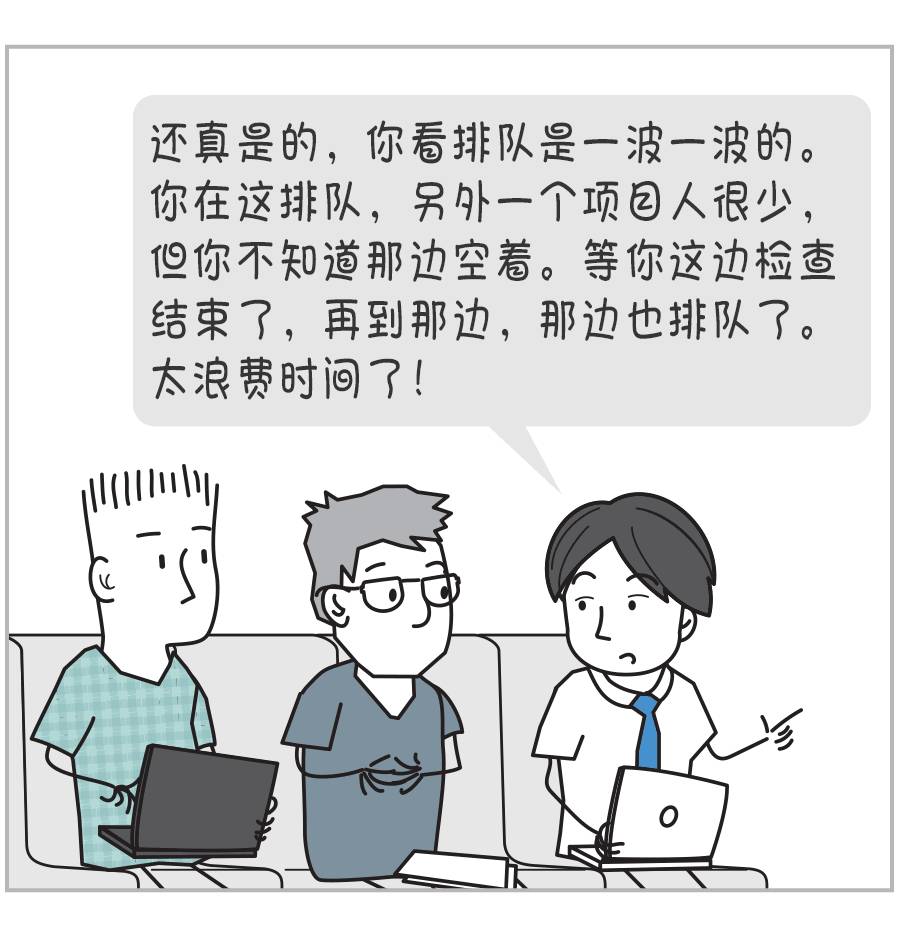 还真是的，你看排队是一波一波的。
你在这排队，另外一个项目人很少，
但你不知道那边空着。等你这边检查
结束了，再到那边，那边也排队了。
太浪费时间了！